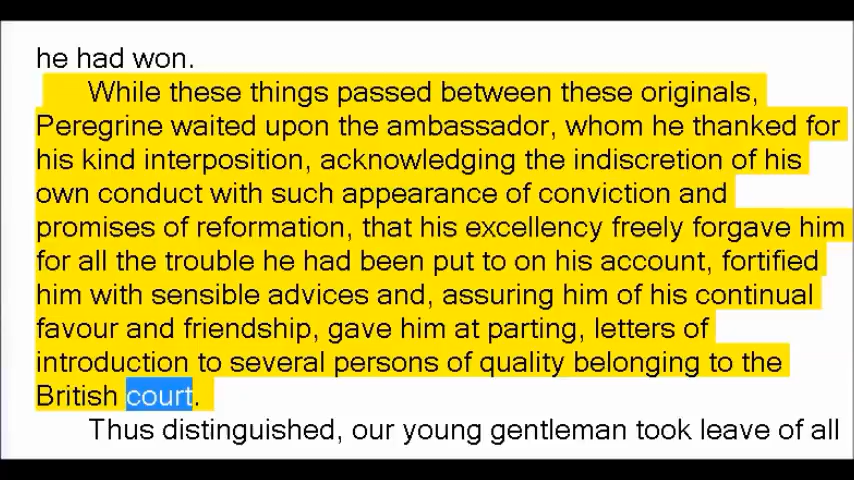 he had won.
While these things passed between these originals,
Peregrine waited upon the ambassador, whom he thanked for
his kind interposition, acknowledging the indiscretion of his
own conduct with such appearance of conviction and
promises of reformation, that his excellency freely forgave him
for all the trouble he had been put to on his account, fortified
him with sensible advices and, assuring him of his continual
favour and friendship, gave him at parting, letters of
introduction to several persons of quality belonging to the
British court.
Thus distinguished, our young gentleman took leave of all